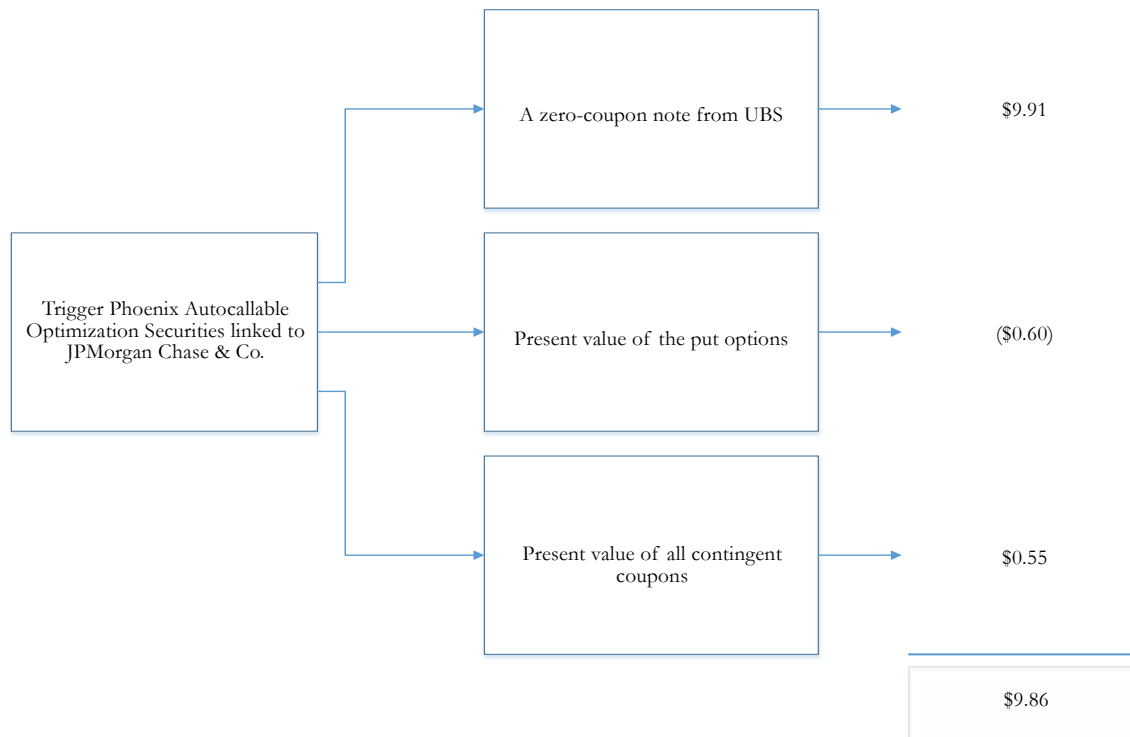 A zero-coupon note from UBS
$9.91
Trigger Phoenix Autocallable
Optimization Securities linked to
JPMorgan Chase & Co.
Present value of the put options
($0.60)
Present value of all contingent
coupons
$0.55
$9.86